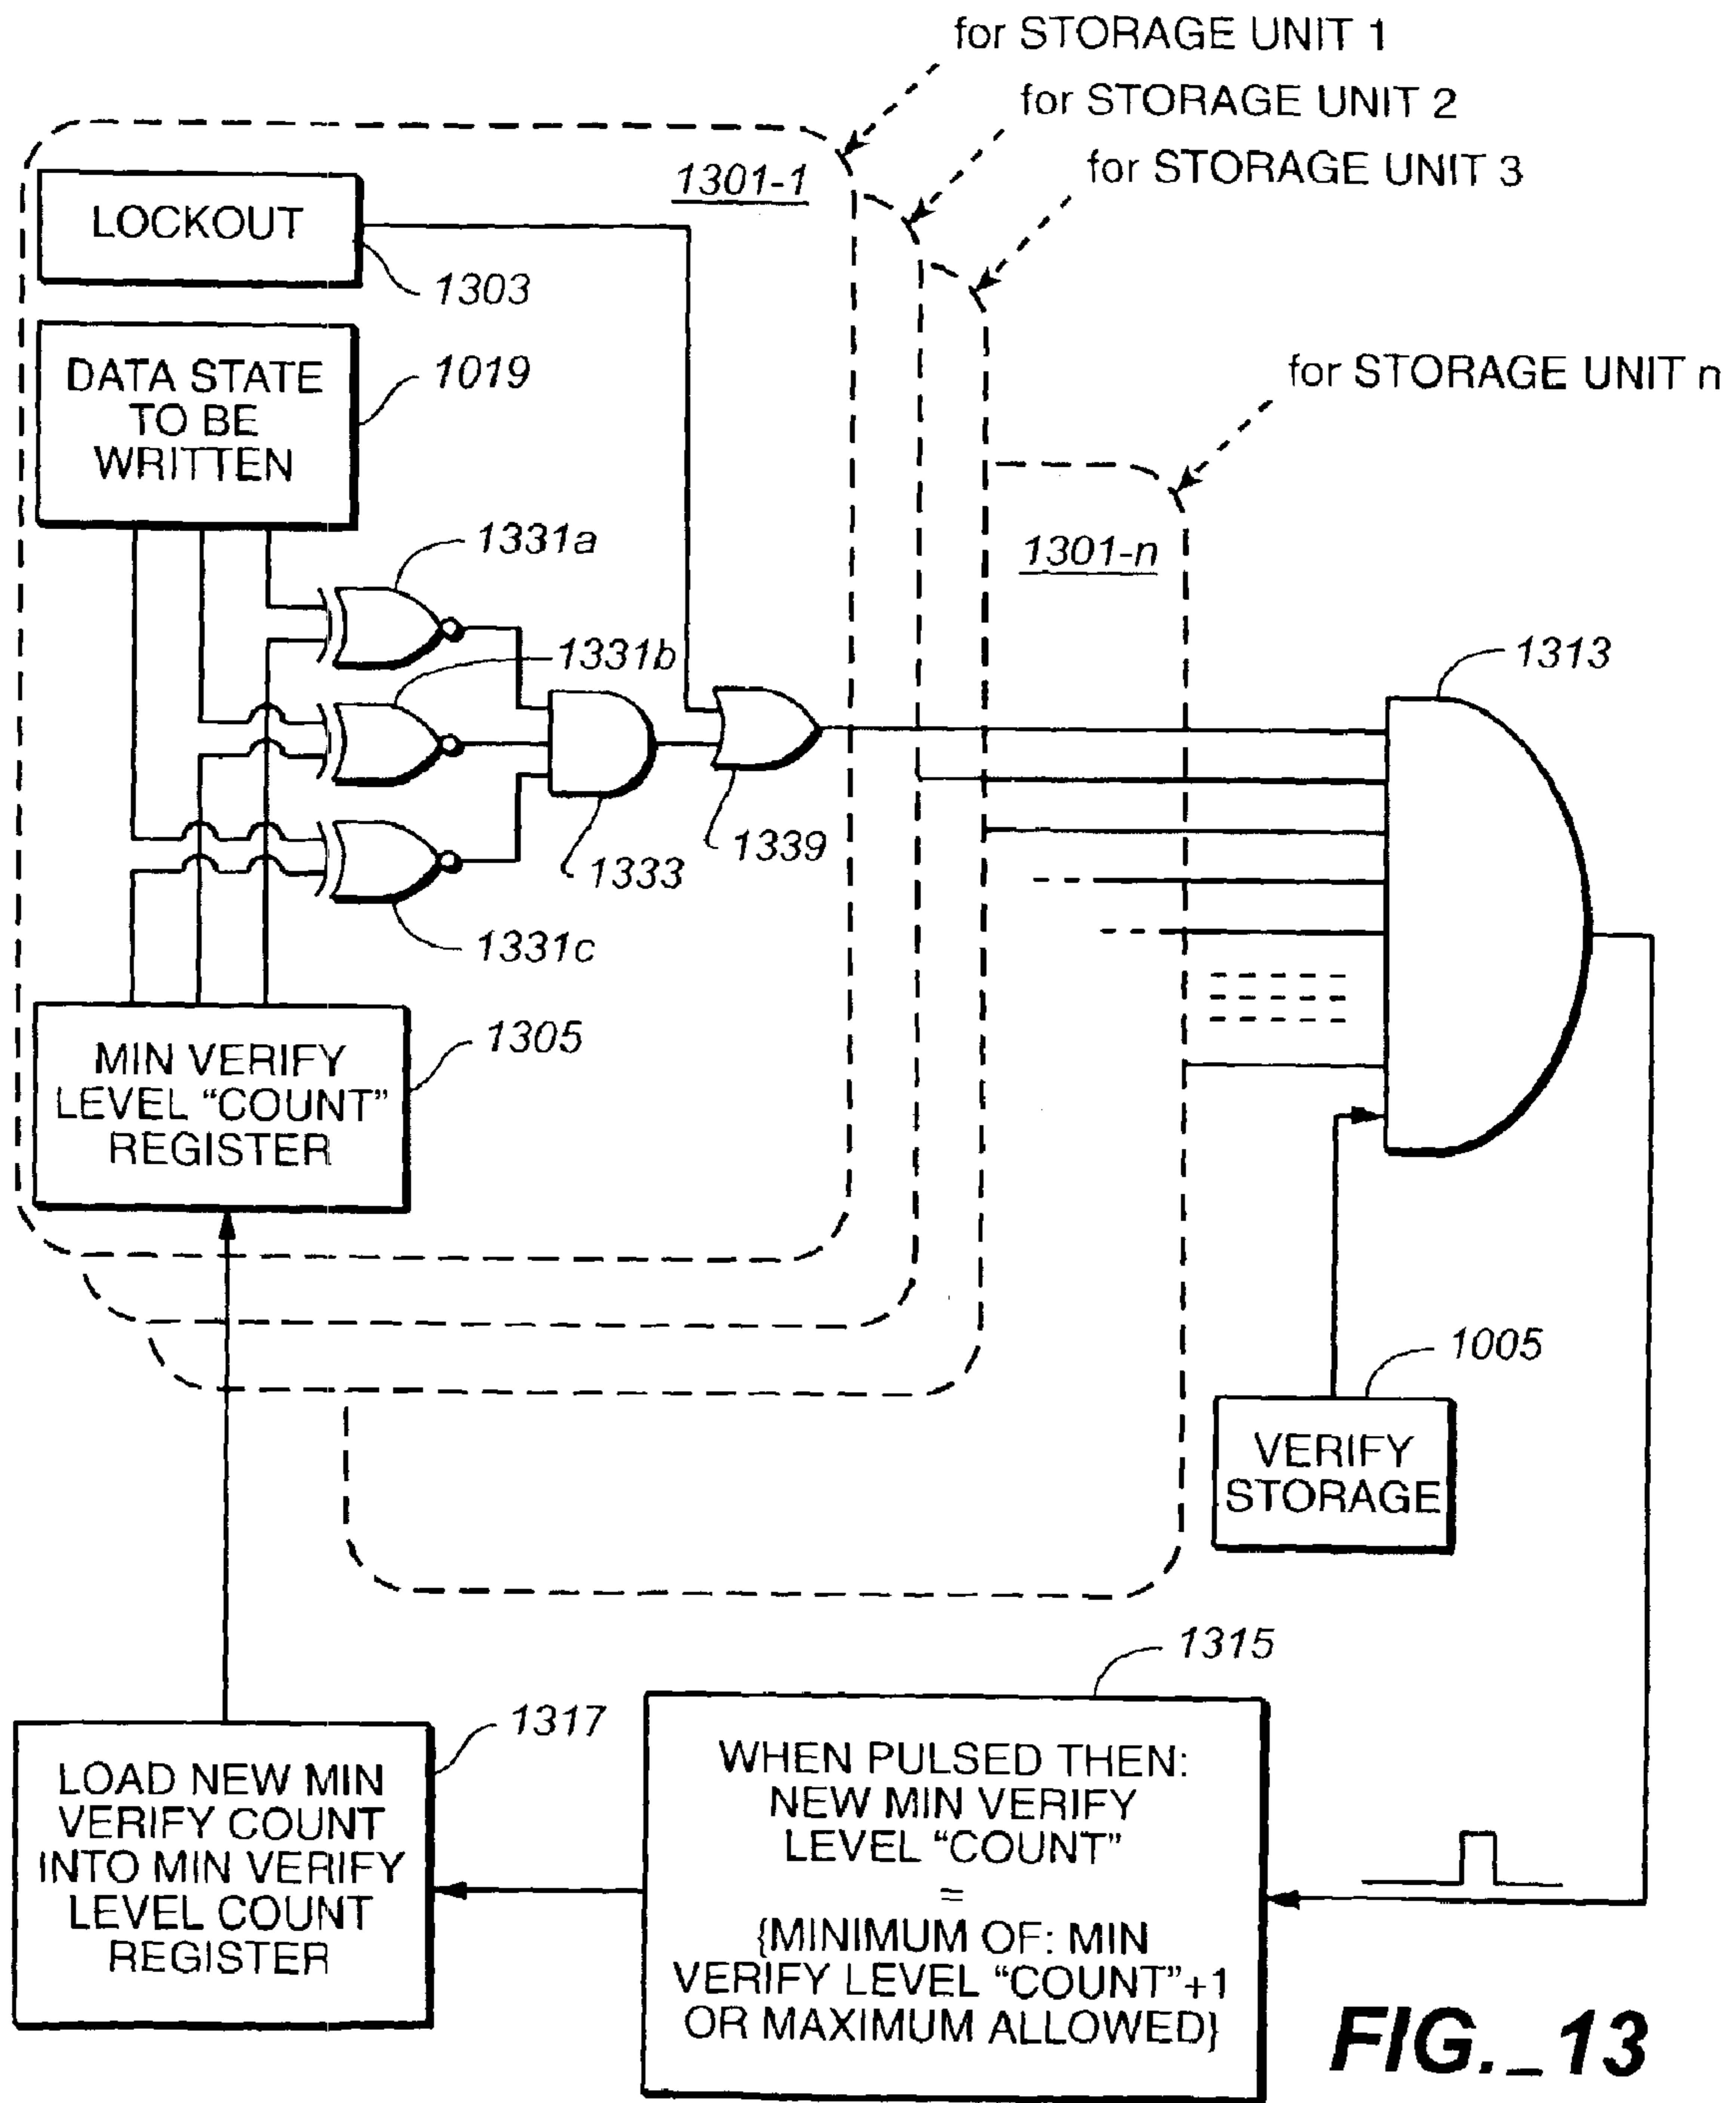 for STORAGE UNIT 1
for STORAGE UNIT 2
for STORAGE UNIT 3
for STORAGE UNIT n
1301-1
LOCKOUT
1303
DATA STATE
TO BE
WRITTEN
1019
1331a
1331b
1331c
1333
1339
1301-n
1313
MIN VERIFY
LEVEL “COUNT”
REGISTER
1305
1005
VERIFY
STORAGE
1315
WHEN PULSED THEN:
NEW MIN VERIFY
LEVEL “COUNT”
=
{MINIMUM OF: MIN
VERIFY LEVEL “COUNT”+1
OR MAXIMUM ALLOWED}
1317
LOAD NEW MIN
VERIFY COUNT
INTO MIN VERIFY
LEVEL COUNT
REGISTER
FIG._13